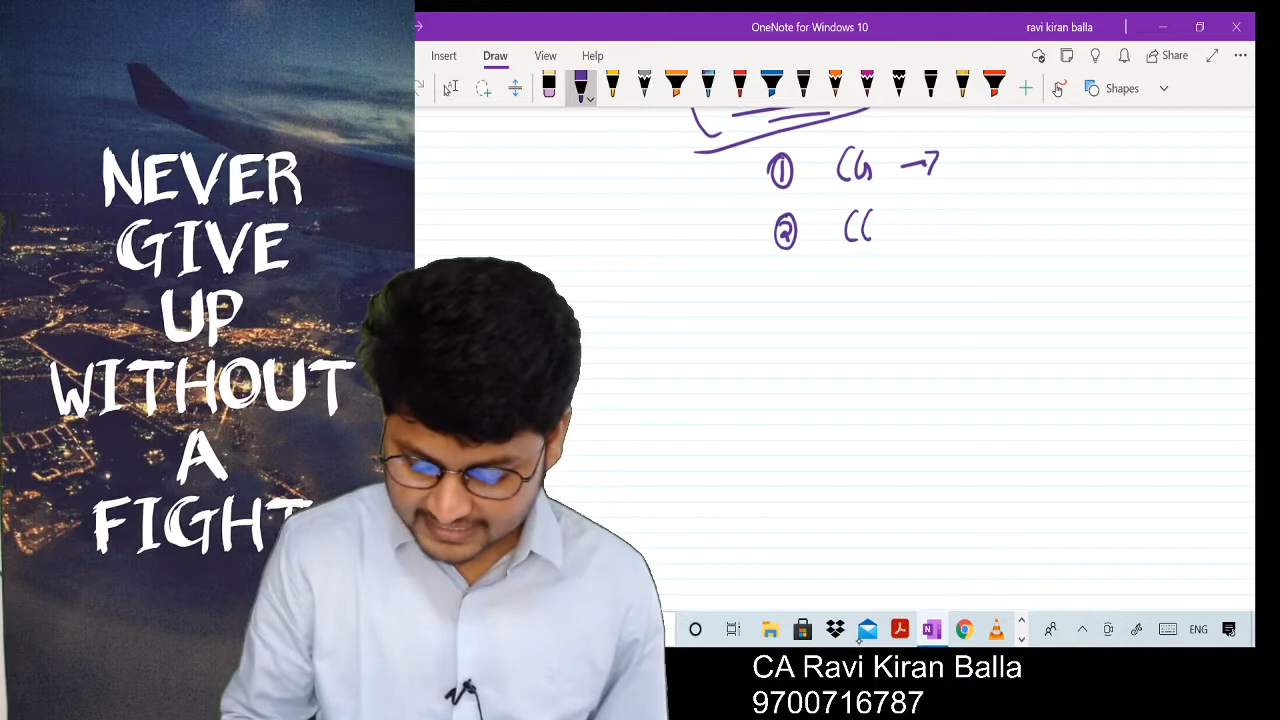 OneNote for Windows 10
ravi kiran balla
Insert Draw View Help
Share
Shapes
① CG →
② CC
NEVER
GIVE
UP
WITHOUT
A
FIGHT
ENG
CA Ravi Kiran Balla
9700716787